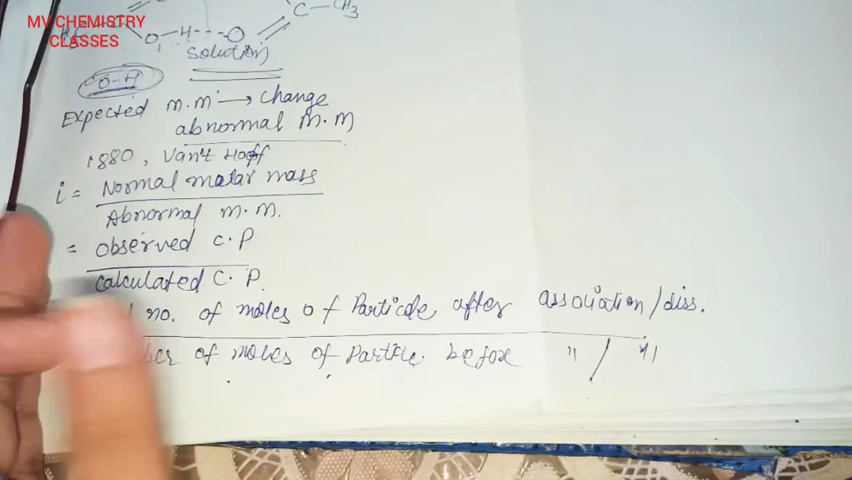 MV CHEMISTRY
CLASSES
C CH3
O H O
Solution
O-H
Expected m.m → change
abnormal m.m
1880, Van't Hoff
i = Normal molar mass
Abnormal m.m.
= observed C.P
calculated C.P.
no. of moles of Particle after association/diss.
of moles of Particle before " / "